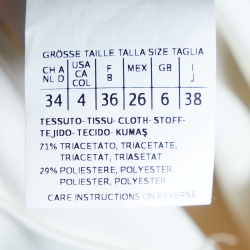 GRÖSSE TAILLE TALLA SIZE TAGLIA
CH A NL D USA CA COL F B MEX GB I J
34 4 36 26 6 38
TESSUTO- TISSU- CLOTH- STOFF-
TEJIDO- TECIDO- KUMAŞ
71% TRIACETATO, TRIACETATE,
TRIACETAT, TRIASETAT
29% POLIESTERE, POLYESTER,
POLIESTER, POLYESTER
CARE INSTRUCTIONS ON REVERSE